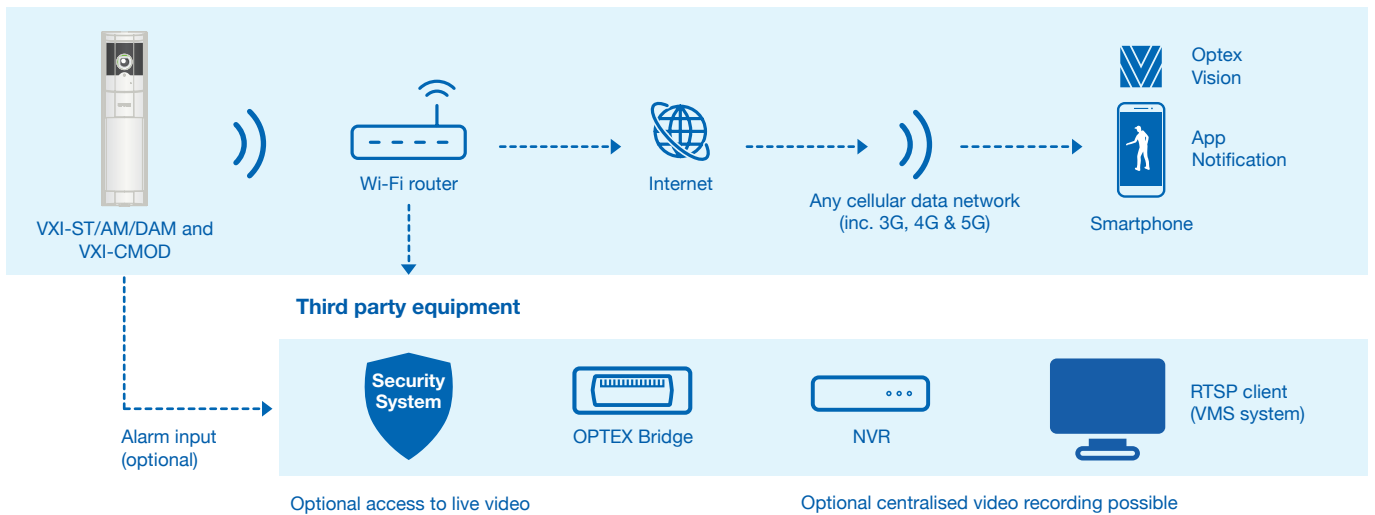 Optex
Vision
App
Notification
Wi-Fi router
Internet
Any cellular data network
(inc. 3G, 4G & 5G)
Smartphone
VXI-ST/AM/DAM and
VXI-CMOD
Third party equipment
Security
System
OPTEX Bridge
NVR
RTSP client
(VMS system)
Alarm input
(optional)
Optional access to live video
Optional centralised video recording possible